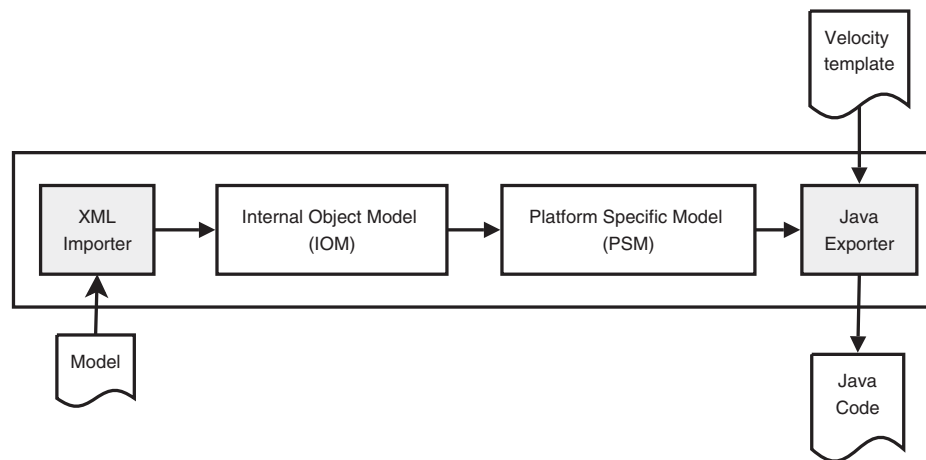 Velocity
template
XML
Importer
Internal Object Model
(IOM)
Platform Specific Model
(PSM)
Java
Exporter
Model
Java
Code